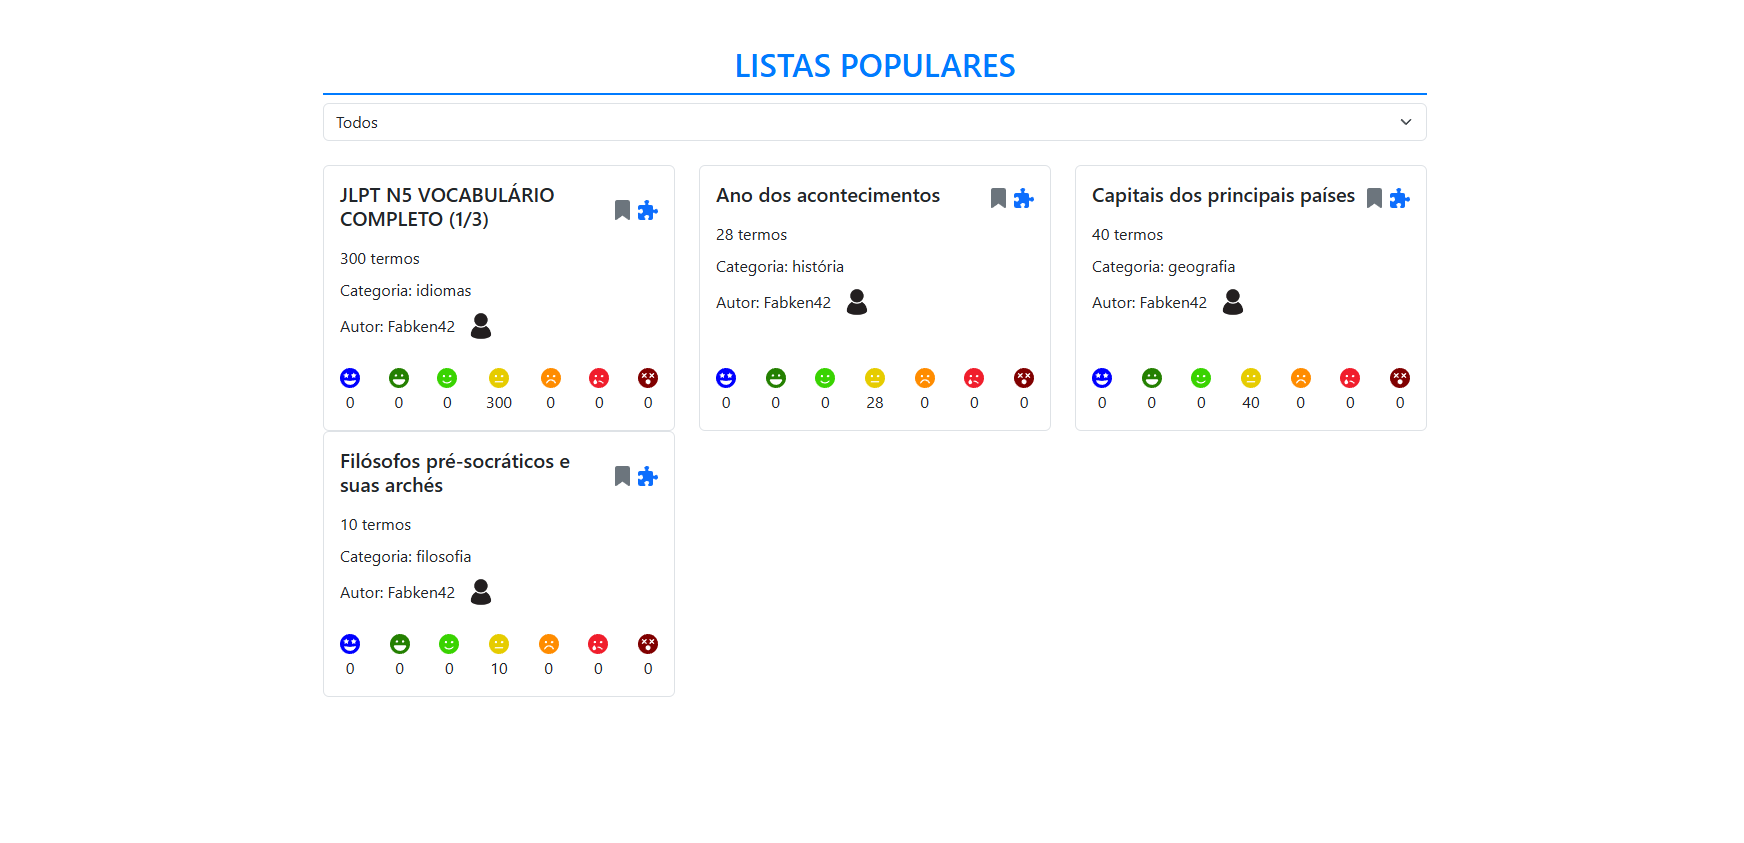 LISTAS POPULARES
Todos
JLPT N5 VOCABULÁRIO
COMPLETO (1/3)
300 termos
Categoria: idiomas
Autor: Fabken42
0 0 0 300 0 0 0
Ano dos acontecimentos
28 termos
Categoria: história
Autor: Fabken42
0 0 0 28 0 0 0
Capitais dos principais países
40 termos
Categoria: geografia
Autor: Fabken42
0 0 0 40 0 0 0
Filósofos pré-socráticos e
suas archés
10 termos
Categoria: filosofia
Autor: Fabken42
0 0 0 10 0 0 0